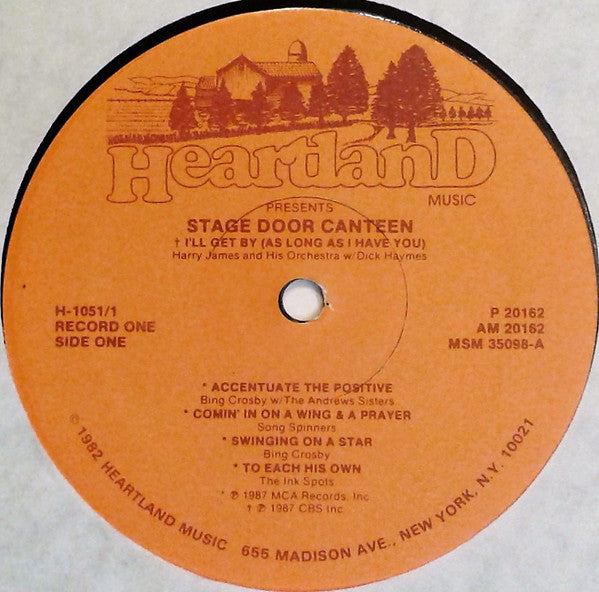 HeartlanD
MUSIC
PRESENTS
STAGE DOOR CANTEEN
† I'LL GET BY (AS LONG AS I HAVE YOU)
Harry James and His Orchestra w/Dick Haymes
H-1051/1
RECORD ONE
SIDE ONE
P 20162
AM 20162
MSM 35098-A
* ACCENTUATE THE POSITIVE
Bing Crosby w/The Andrews Sisters
* COMIN' IN ON A WING & A PRAYER
Song Spinners
* SWINGING ON A STAR
Bing Crosby
* TO EACH HIS OWN
The Ink Spots
* ℗ 1987 MCA Records, Inc
† ℗ 1987 CBS Inc
© 1982 HEARTLAND MUSIC 655 MADISON AVE., NEW YORK, N.Y. 10021